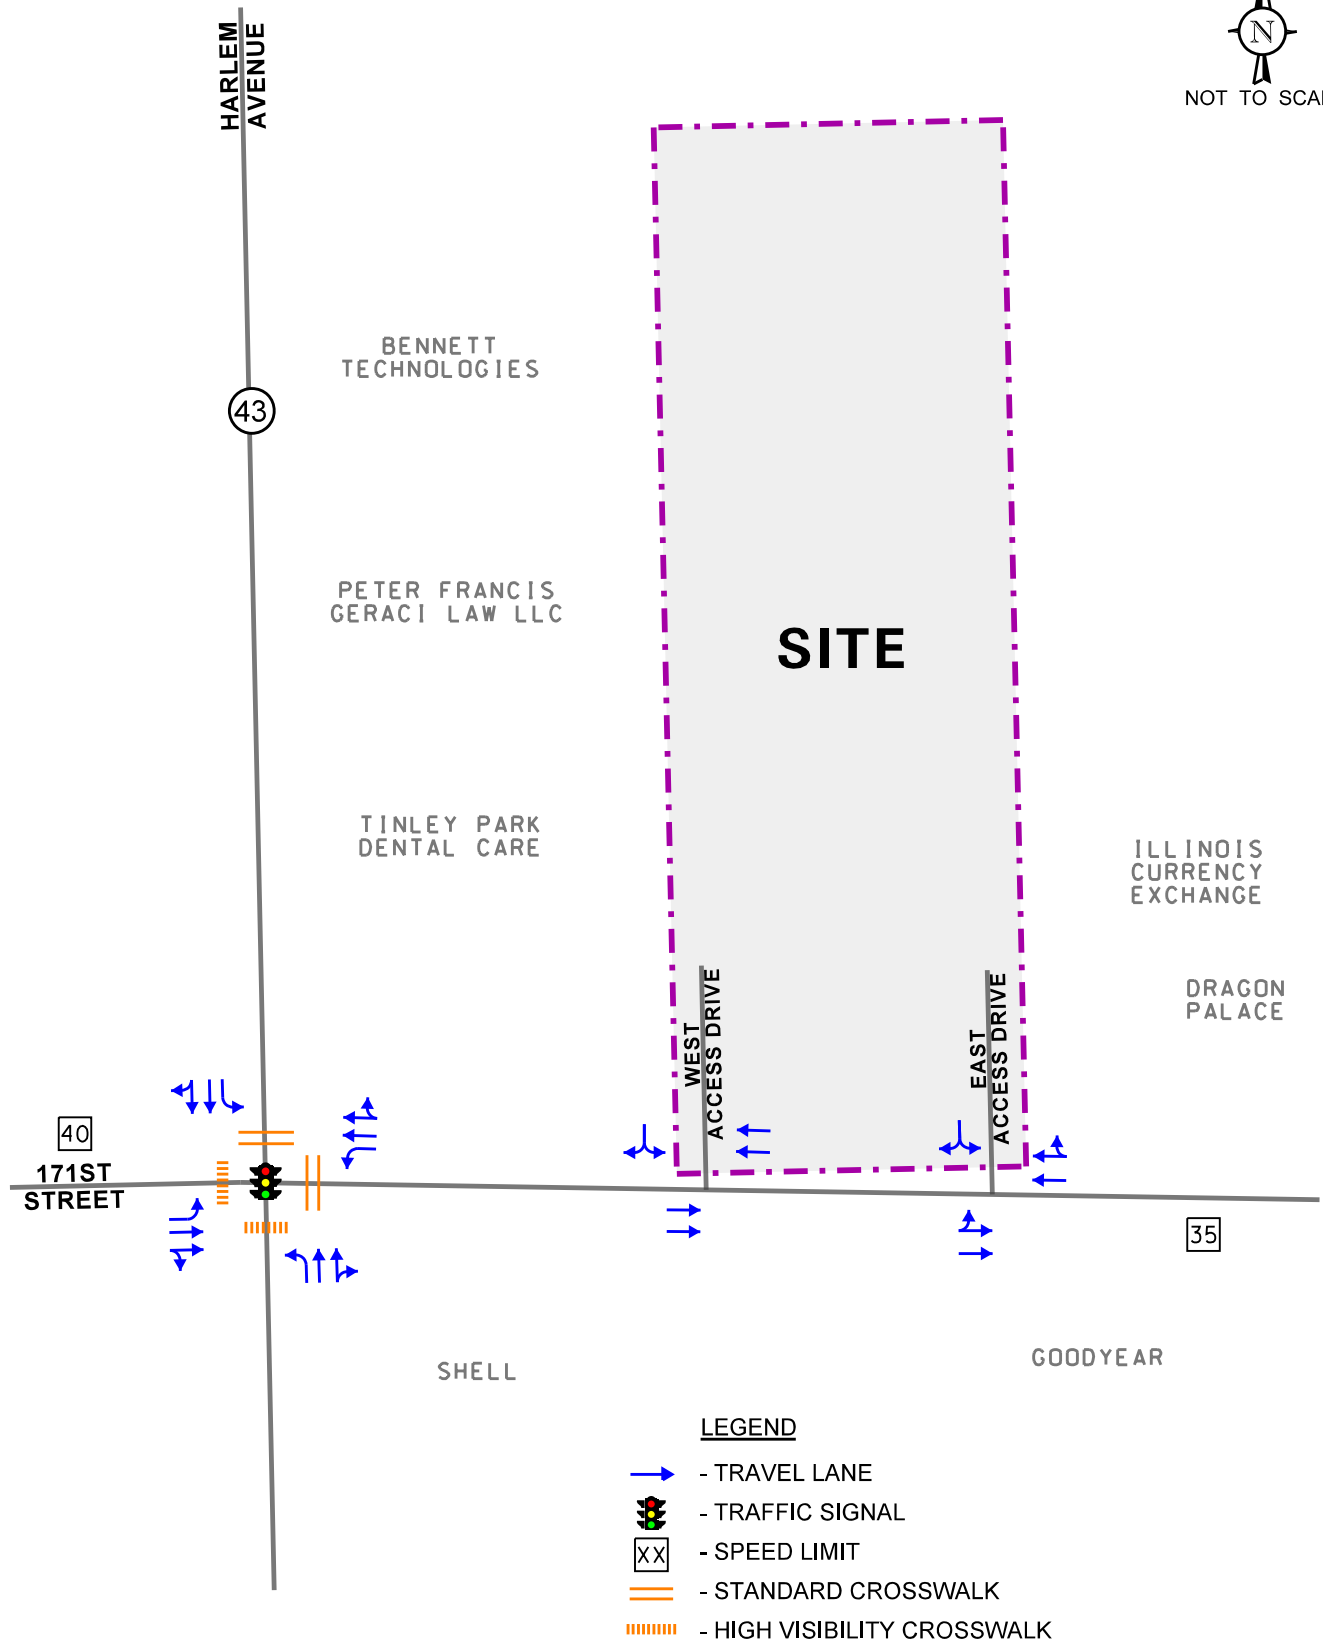 HARLEM
AVENUE
N
NOT TO SCAL
BENNETT
TECHNOLOGIES
43
PETER FRANCIS
GERACI LAW LLC
SITE
TINLEY PARK
DENTAL CARE
ILLINOIS
CURRENCY
EXCHANGE
DRAGON
PALACE
WEST
ACCESS DRIVE
EAST
ACCESS DRIVE
40
171ST
STREET
35
SHELL
GOODYEAR
LEGEND
- TRAVEL LANE
- TRAFFIC SIGNAL
XX - SPEED LIMIT
- STANDARD CROSSWALK
- HIGH VISIBILITY CROSSWALK